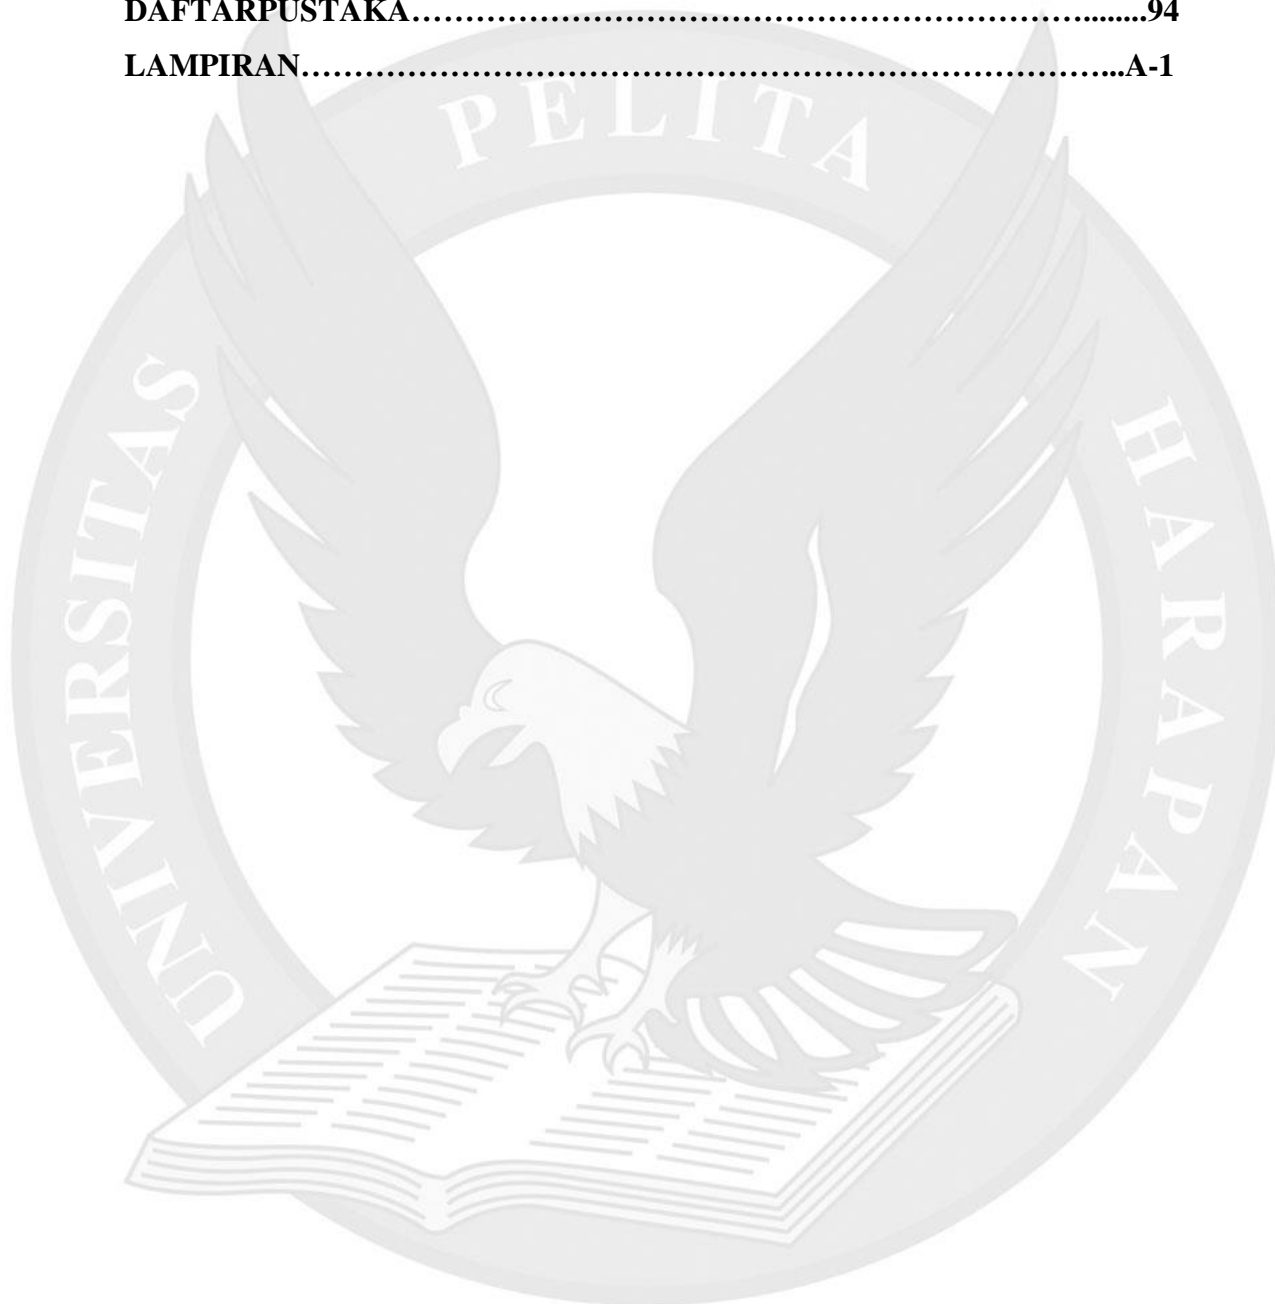 DAFTARPUSTAKA……………………………………………………………........94
LAMPIRAN………………………………………………………………………...A-1
UNIVERSITAS PELITA HARAPAN